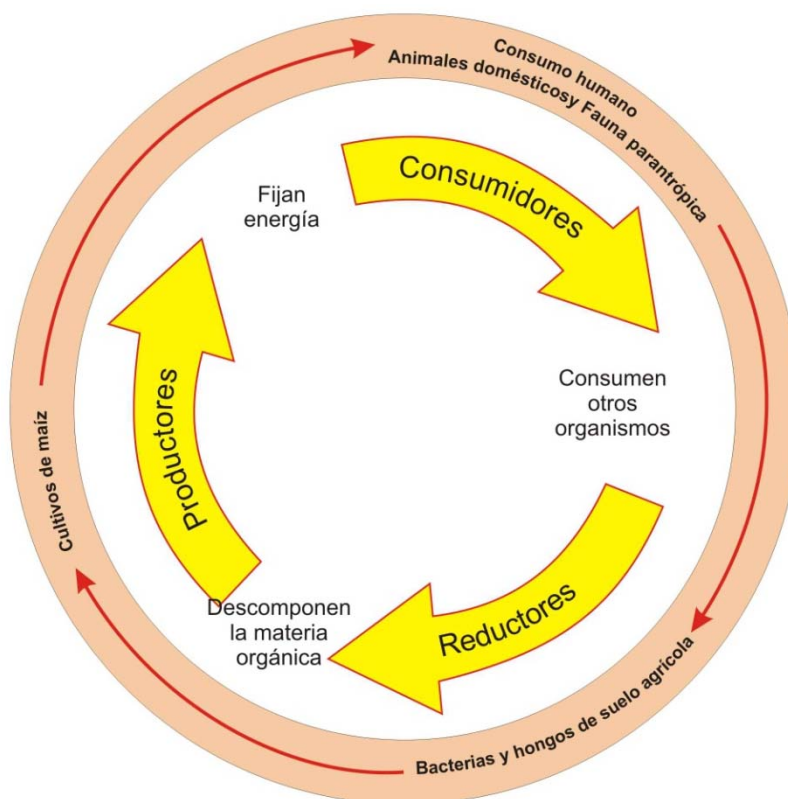 Consumo humano
Animales domésticosy Fauna parantrópica
Consumidores
Fijan
energía
Consumen
otros
organismos
Productores
Cultivos de maíz
Descomponen
la materia
orgánica
Reductores
Bacterias y hongos de suelo agrícola